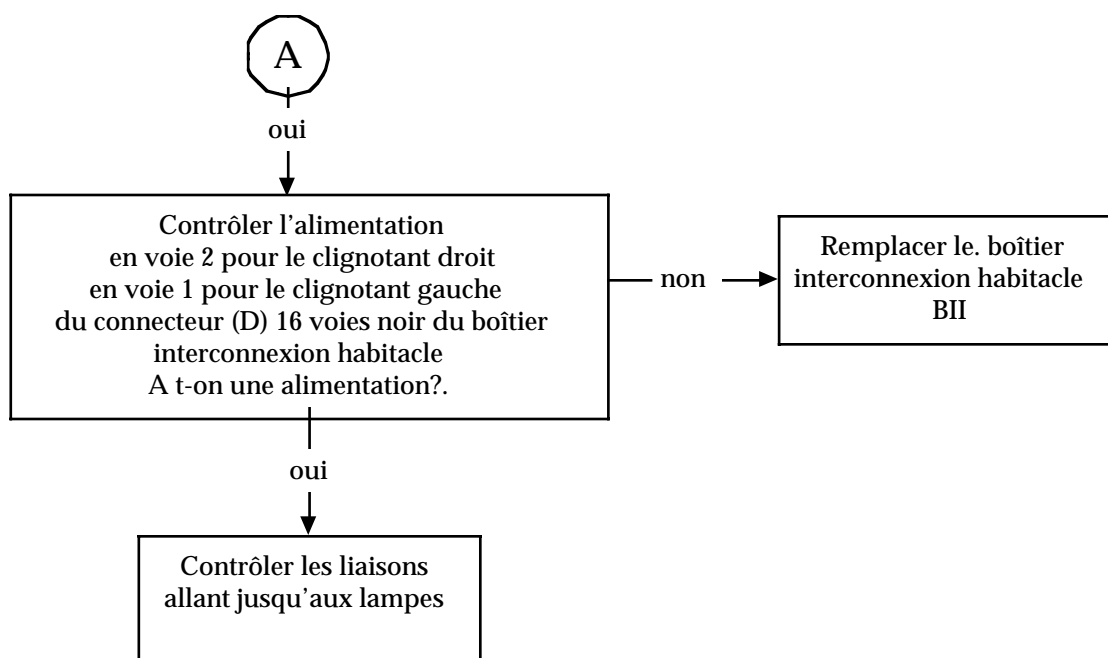 A
oui
Contrôler l’alimentation
en voie 2 pour le clignotant droit
en voie 1 pour le clignotant gauche
du connecteur (D) 16 voies noir du boîtier
interconnexion habitacle
A t-on une alimentation?.
non
Remplacer le. boîtier
interconnexion habitacle
BII
oui
Contrôler les liaisons
allant jusqu’aux lampes